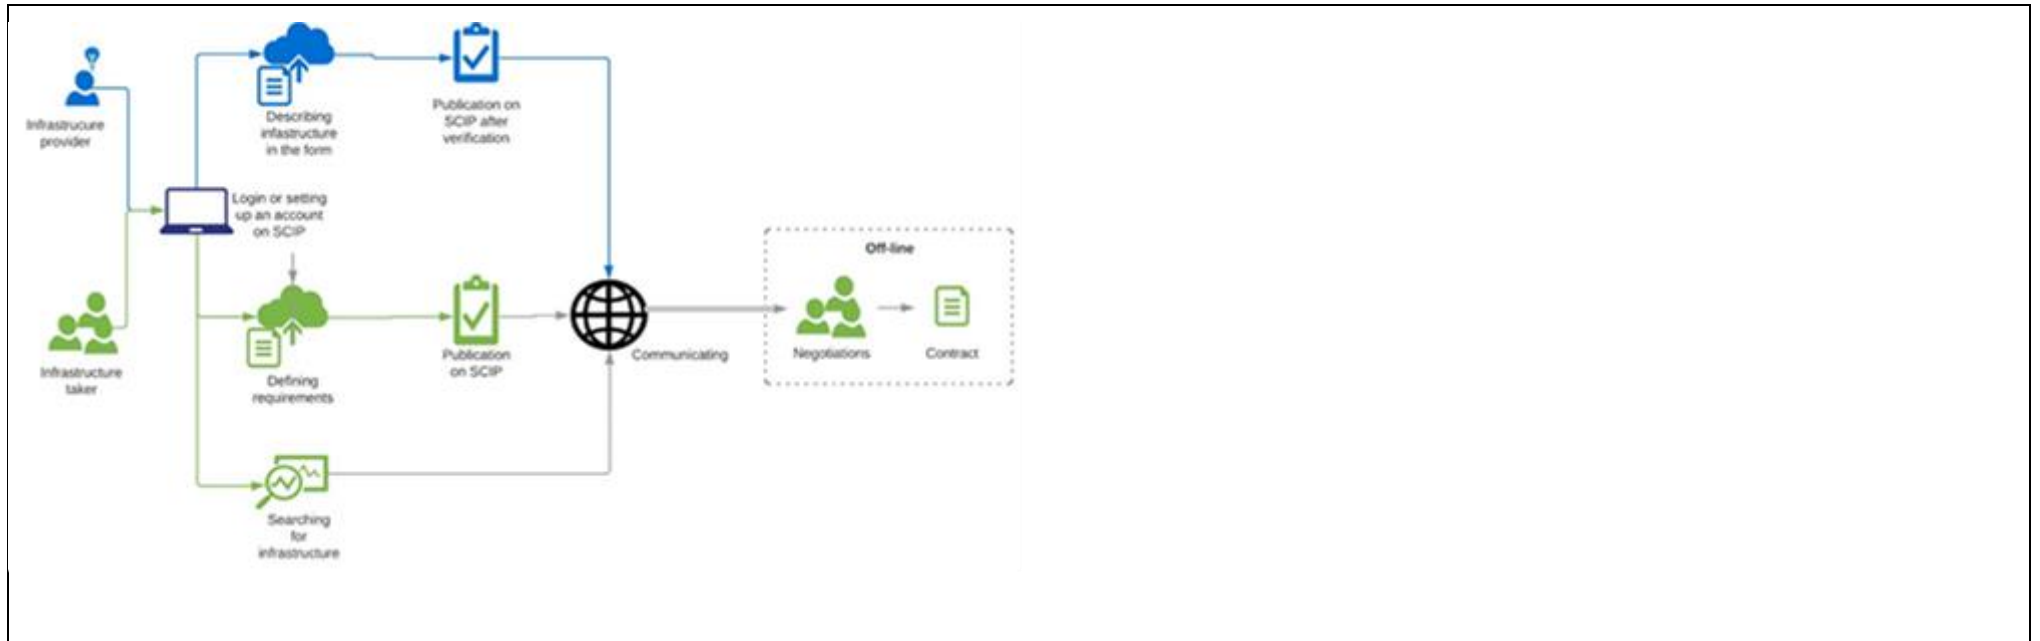 Infrastrucure
provider
Describing
infastructure
in the form
Publication on
SCIP after
verification
Login or setting
up an account
on SCIP
Infrastructure
taker
Defining
requirements
Publication
on SCIP
Communicating
Off-line
Negotiations
Contract
Searching
for
infrastructure